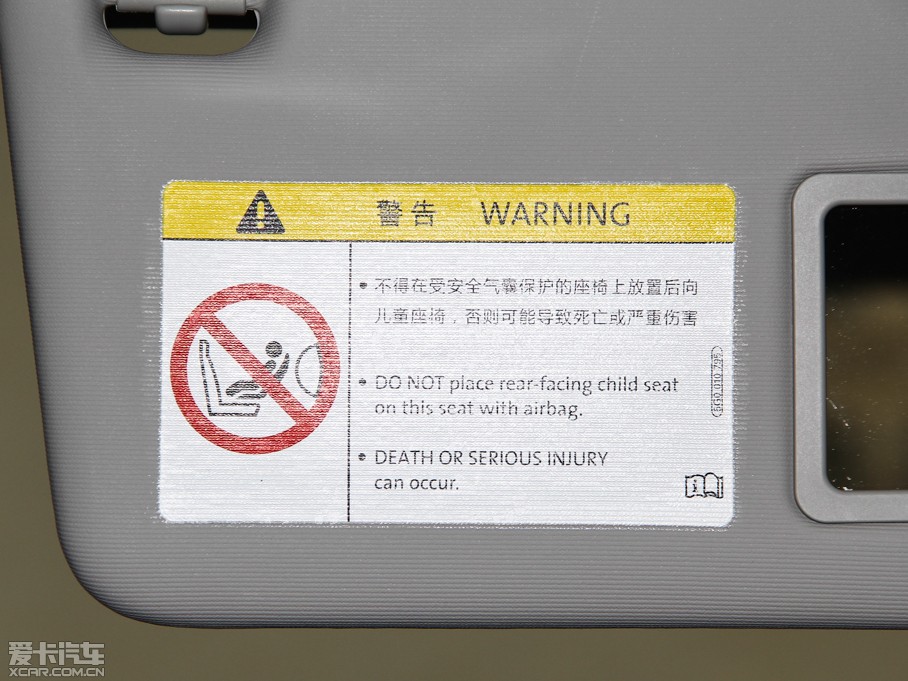 警告 WARNING
• 不得在受安全气囊保护的座椅上放置后向
儿童座椅，否则可能导致死亡或严重伤害
• DO NOT place rear-facing child seat
on this seat with airbag.
• DEATH OR SERIOUS INJURY
can occur.
6G0 010 795
爱卡汽车
XCAR.COM.CN